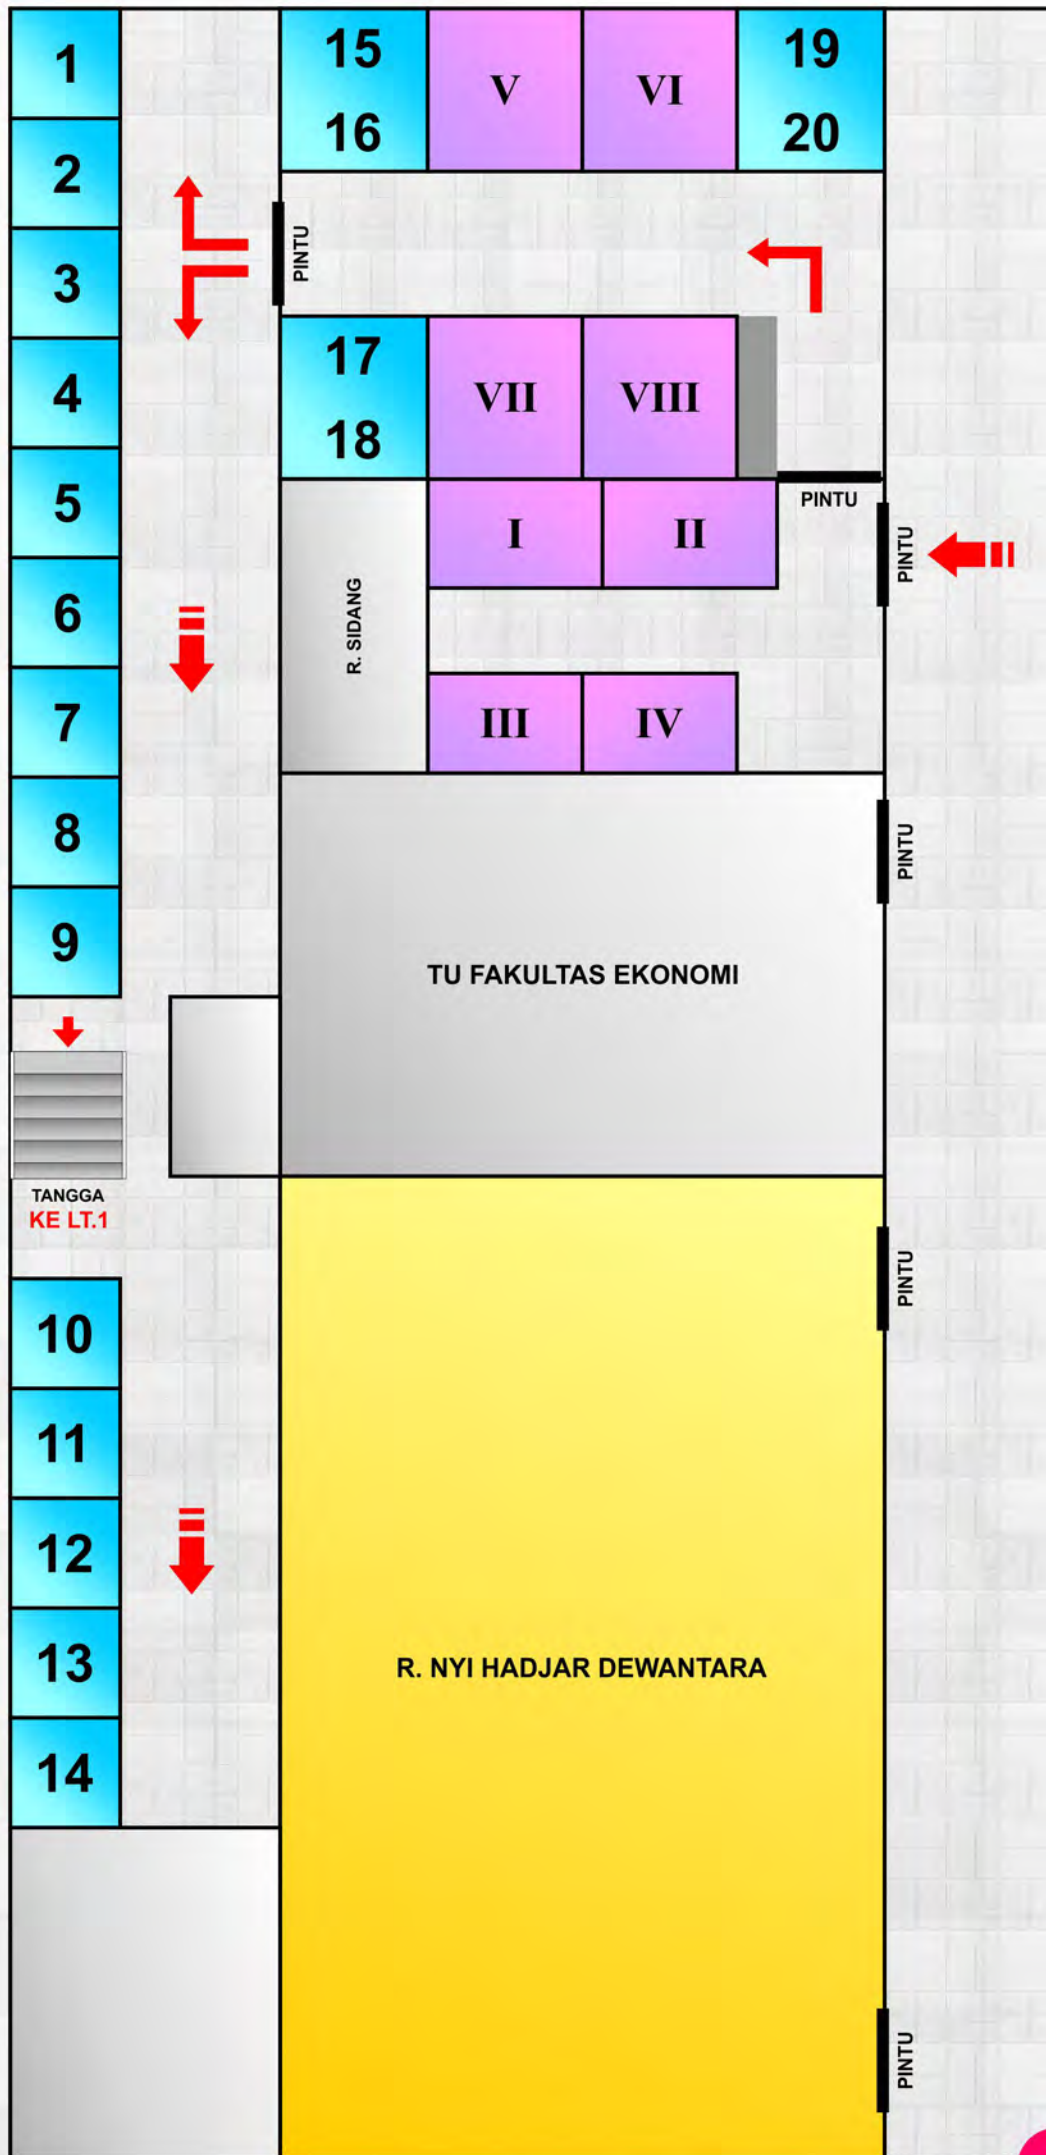 1
2
3
4
5
6
7
8
9
TANGGA
KE LT.1
10
11
12
13
14
15
16
V
VI
19
20
PINTU
17
18
VII
VIII
PINTU
I
II
PINTU
R. SIDANG
III
IV
PINTU
TU FAKULTAS EKONOMI
PINTU
R. NYI HADJAR DEWANTARA
PINTU